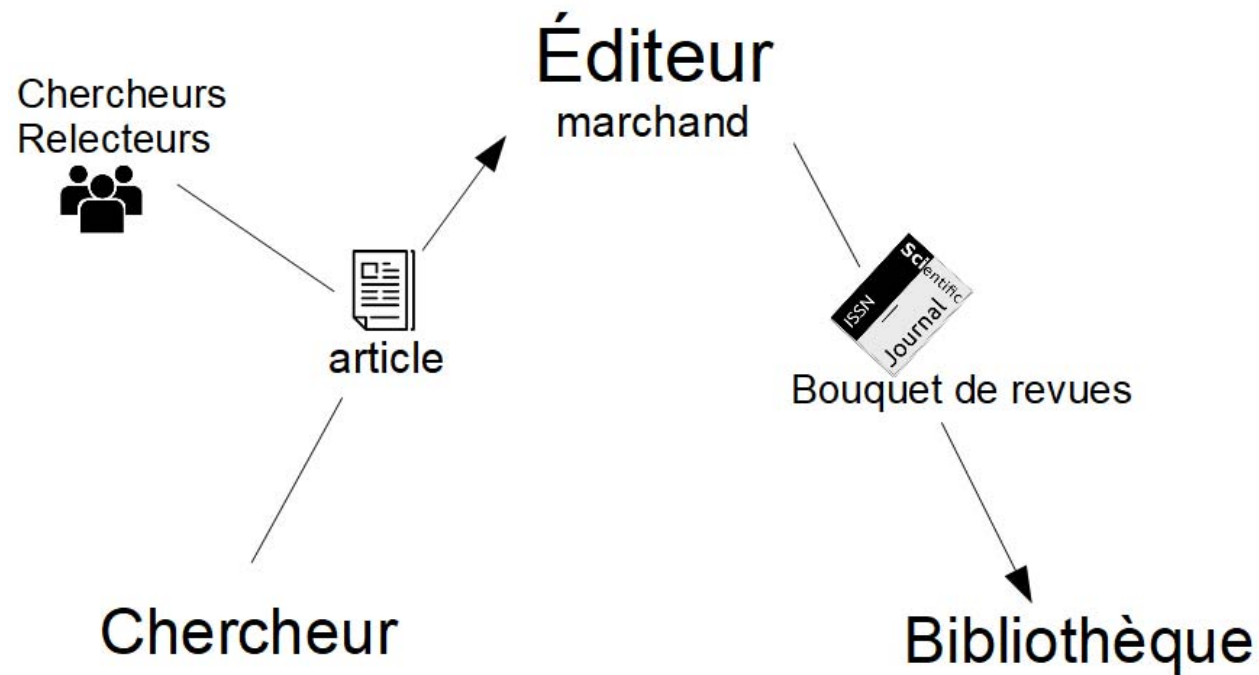 Éditeur
marchand
Chercheurs
Relecteurs
article
Scientific
Journal
ISSN
Bouquet de revues
Chercheur
Bibliothèque